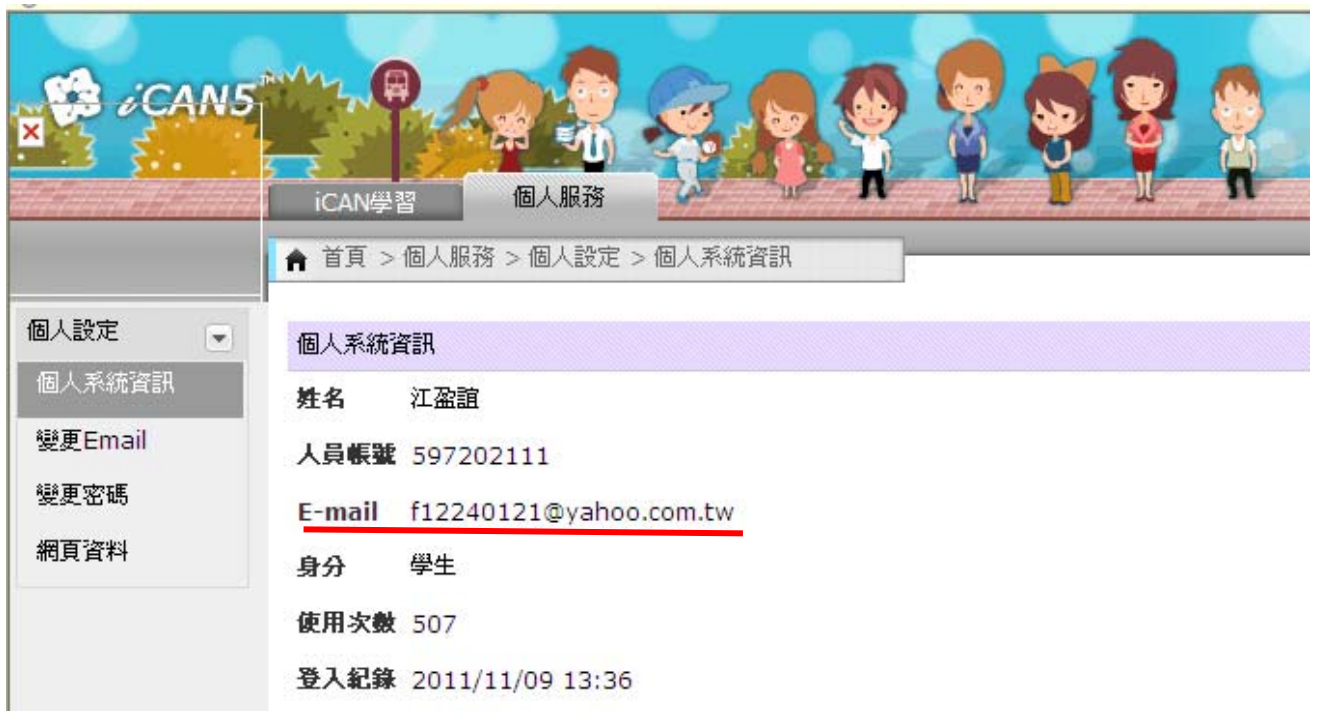 iCAN5™
iCAN學習
個人服務
首頁 > 個人服務 > 個人設定 > 個人系統資訊
個人設定
個人系統資訊
變更Email
變更密碼
網頁資料
個人系統資訊
姓名 江盈誼
人員帳號 597202111
E-mail f12240121@yahoo.com.tw
身分 學生
使用次數 507
登入紀錄 2011/11/09 13:36